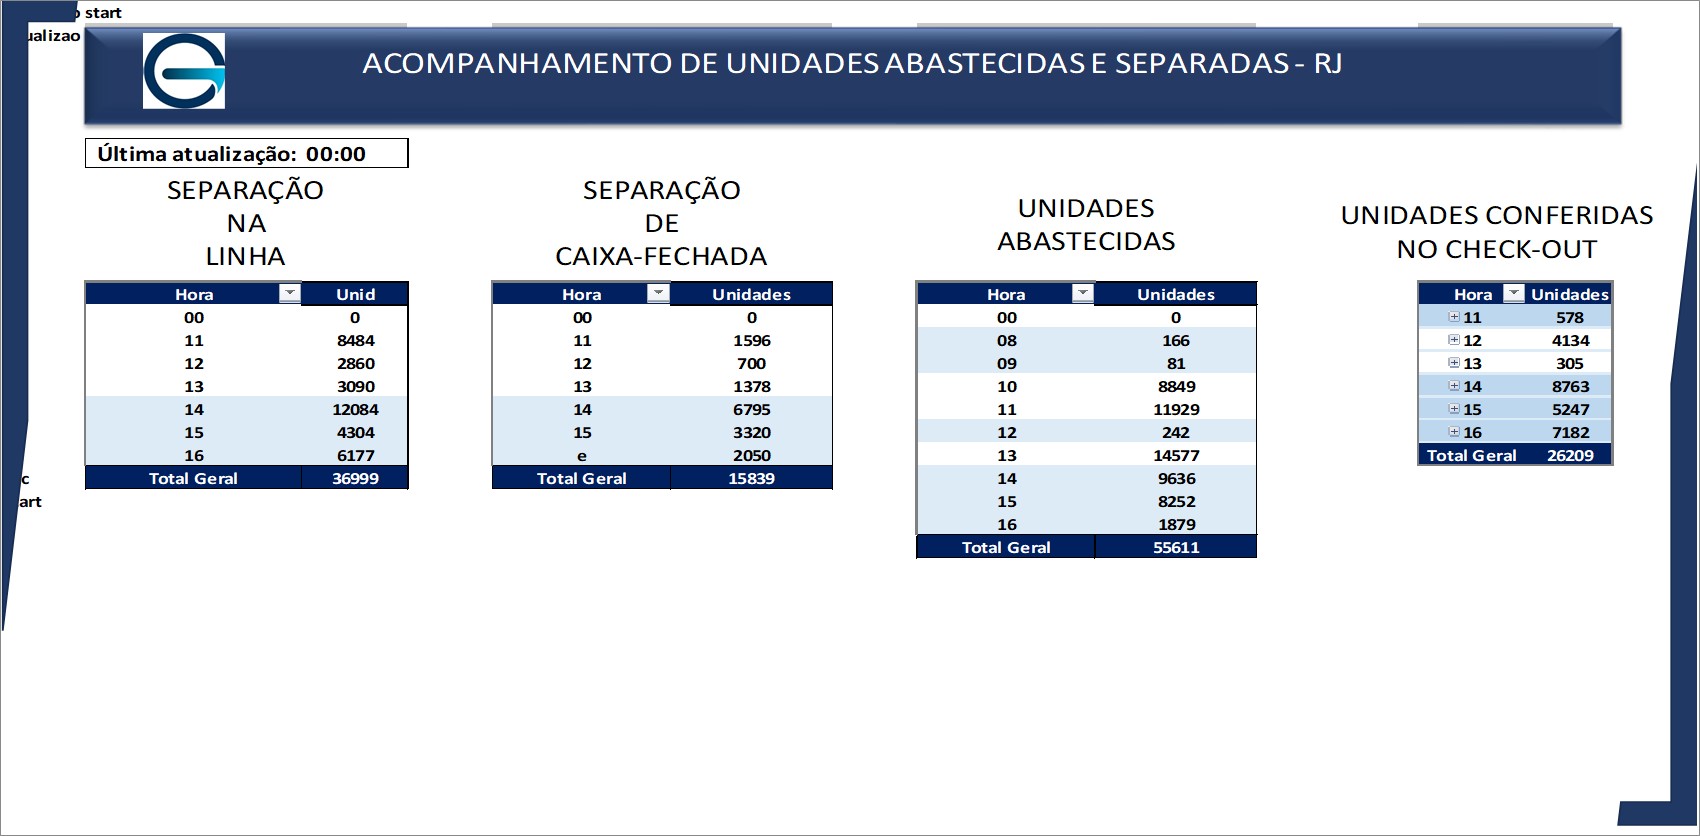 start
ualizao
ACOMPANHAMENTO DE UNIDADES ABASTECIDAS E SEPARADAS - RJ
Última atualização: 00:00
SEPARAÇÃO
NA
LINHA
Hora Unid
00 0
11 8484
12 2860
13 3090
14 12084
15 4304
16 6177
Total Geral 36999
SEPARAÇÃO
DE
CAIXA-FECHADA
Hora Unidades
00 0
11 1596
12 700
13 1378
14 6795
15 3320
e 2050
Total Geral 15839
UNIDADES
ABASTECIDAS
Hora Unidades
00 0
08 166
09 81
10 8849
11 11929
12 242
13 14577
14 9636
15 8252
16 1879
Total Geral 55611
UNIDADES CONFERIDAS
NO CHECK-OUT
Hora Unidades
11 578
12 4134
13 305
14 8763
15 5247
16 7182
Total Geral 26209
c
art